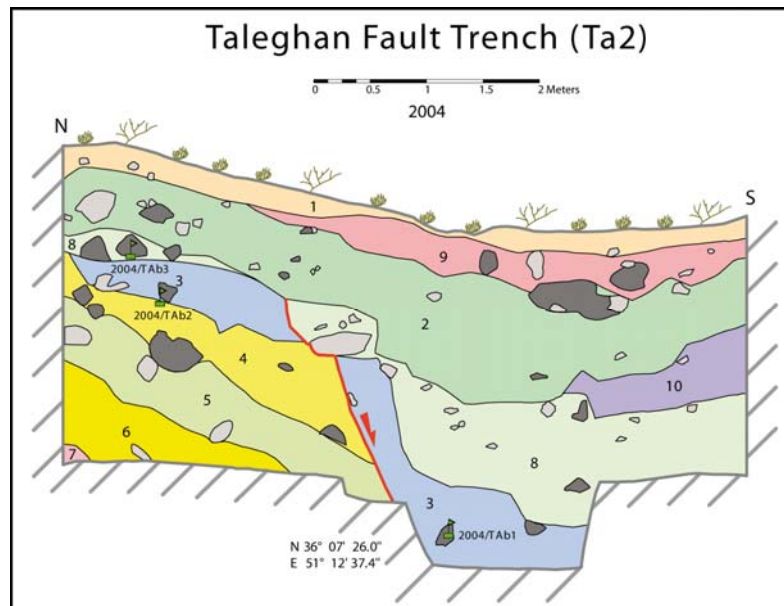 Taleghan Fault Trench (Ta2)
0 0.5 1 1.5 2 Meters
2004
N
S
1
9
8
2004/TAb3
3
2004/TAb2
2
4
10
5
6
8
7
3
2004/TAb1
N 36° 07' 26.0"
E 51° 12' 37.4"